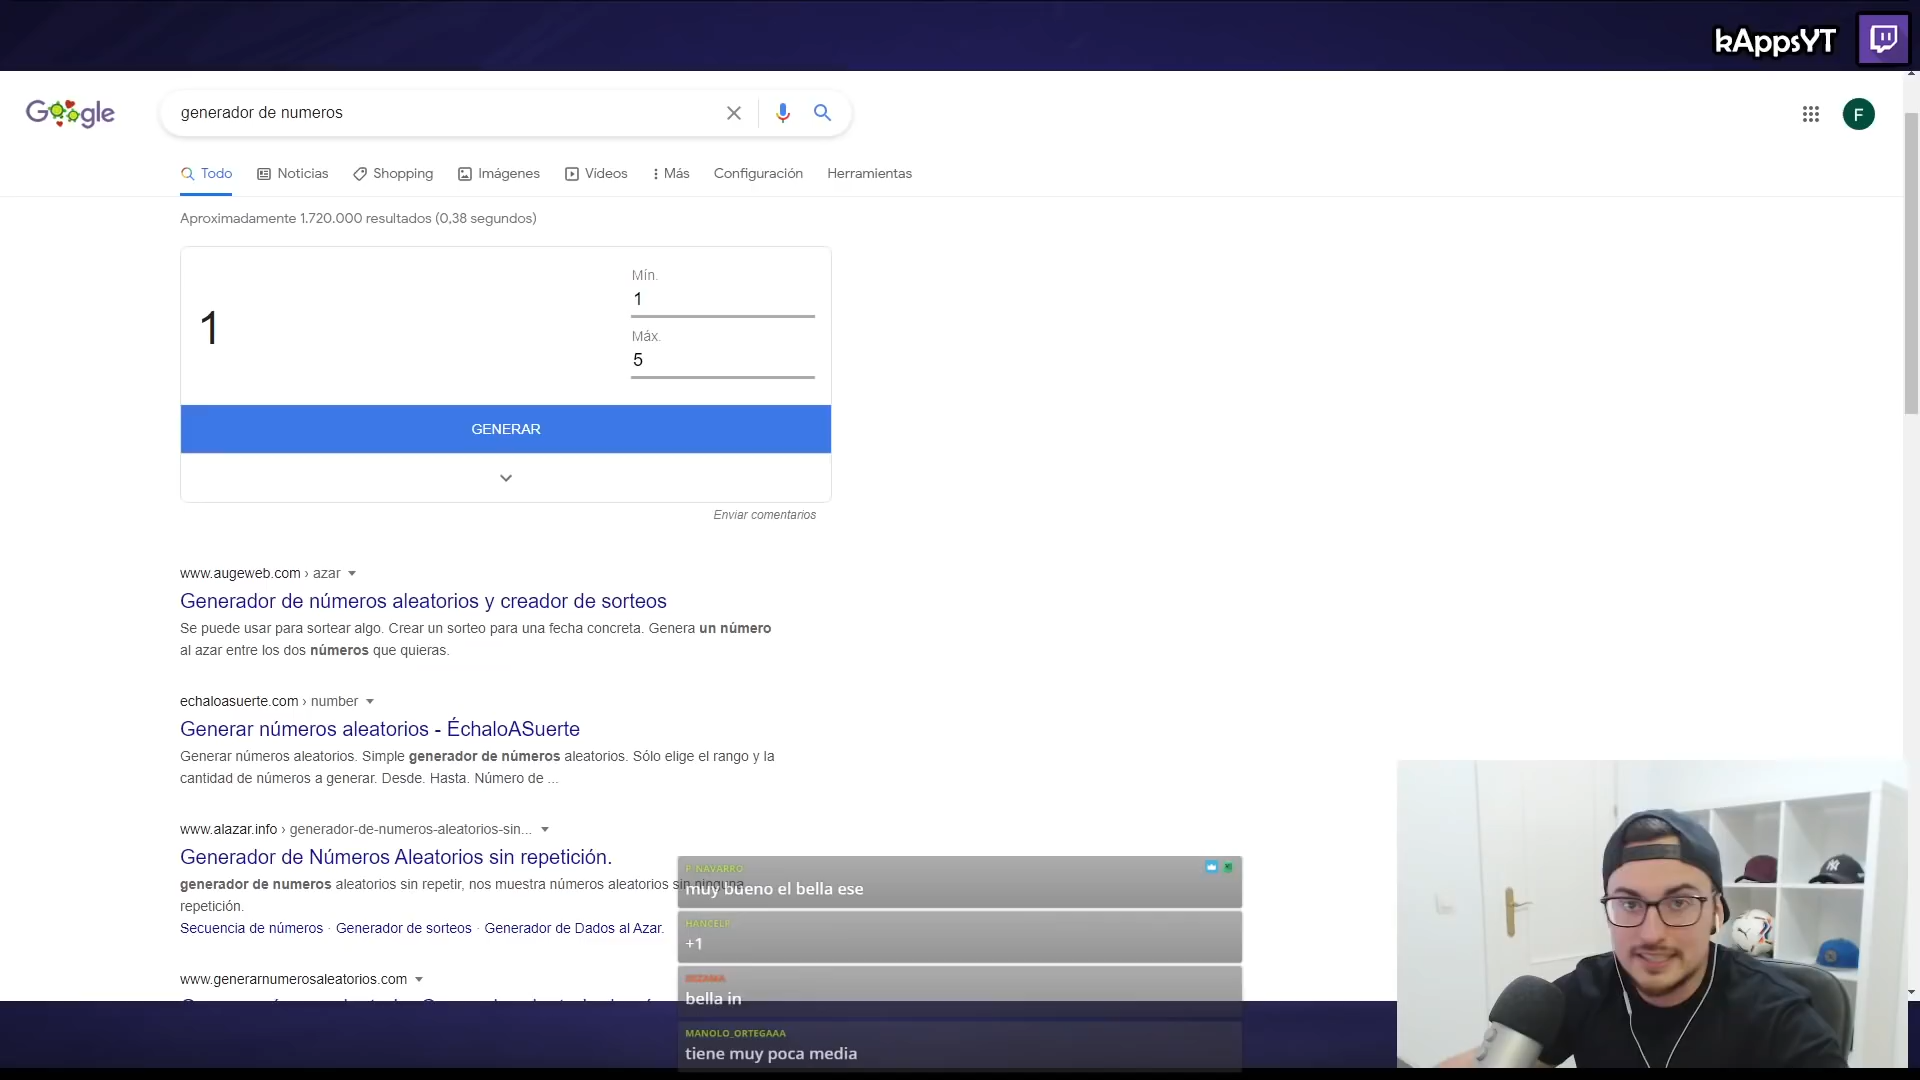 kAppsYT
Google
generador de numeros
F
Todo
Noticias
Shopping
Imágenes
Vídeos
Más
Configuración
Herramientas
Aproximadamente 1.720.000 resultados (0,38 segundos)
1
Mín.
1
Máx.
5
GENERAR
Enviar comentarios
www.augeweb.com › azar
Generador de números aleatorios y creador de sorteos
Se puede usar para sortear algo. Crear un sorteo para una fecha concreta. Genera un número
al azar entre los dos números que quieras.
echaloasuerte.com › number
Generar números aleatorios - ÉchaloASuerte
Generar números aleatorios. Simple generador de números aleatorios. Sólo elige el rango y la
cantidad de números a generar. Desde. Hasta. Número de ...
www.alazar.info › generador-de-numeros-aleatorios-sin...
Generador de Números Aleatorios sin repetición.
generador de numeros aleatorios sin repetir, nos muestra números aleatorios sin ninguna
repetición.
Secuencia de números · Generador de sorteos · Generador de Dados al Azar.
www.generarnumerosaleatorios.com
P_NAVARRO
muy bueno el bella ese
HANCELP
+1
bella in
MANOLO_ORTEGAAA
tiene muy poca media